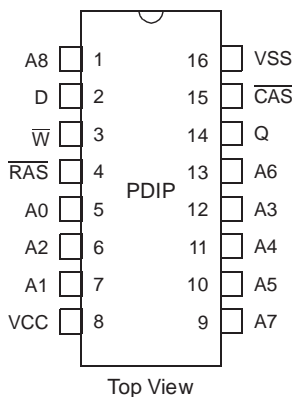 A8 1 16 VSS
D 2 15 CAS
W 3 14 Q
RAS 4 13 A6
PDIP
A0 5 12 A3
A2 6 11 A4
A1 7 10 A5
VCC 8 9 A7
Top View